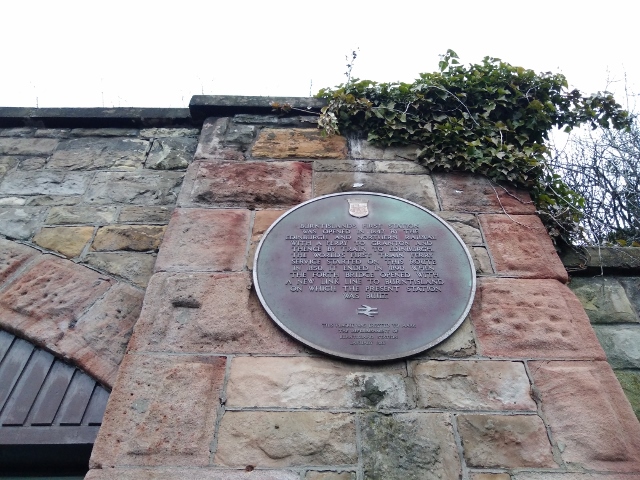 BURNTISLAND'S FIRST STATION
WAS OPENED IN 1847 BY THE
EDINBURGH AND NORTHERN RAILWAY
WITH A FERRY TO GRANTON AND
THENCE BY TRAIN TO EDINBURGH
THE WORLD'S FIRST TRAIN FERRY
SERVICE STARTED ON THIS ROUTE
IN 1850. IT ENDED IN 1890 WHEN
THE FORTH BRIDGE OPENED WITH
A NEW LINK LINE TO BURNTISLAND
ON WHICH THE PRESENT STATION
WAS BUILT